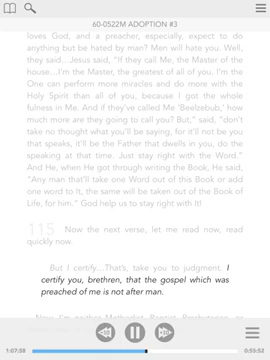 60-0522M ADOPTION #3
loves God, and a preacher, especially, expect to do
anything but be hated by man? Men will hate you. Well,
they said…Jesus said, "If they call Me, the Master of the
house…I'm the Master, the greatest of all of you. I'm the
One can perform more miracles and do more with the
Holy Spirit than all of you, because I got the whole
fulness in Me. And if they've called Me 'Beelzebub,' how
much more are they going to call you? But," said, "don't
take no thought what you'll be saying, for it'll not be you
that speaks, it'll be the Father that dwells in you, do the
speaking at that time. Just stay right with the Word."
And He, when He got through writing the Book, He said,
"Any man that'll take one Word out of this Book or add
one word to It, the same will be taken out of the Book of
Life, for him." God help us to stay right with It!
115 Now the next verse, let me read now, read
quickly now.
But I certify…That's, take you to judgment. I
certify you, brethren, that the gospel which was
preached of me is not after man.
Now I'm neither Methodist, Baptist, Presbyterian, or
1:07:58
0:55:52